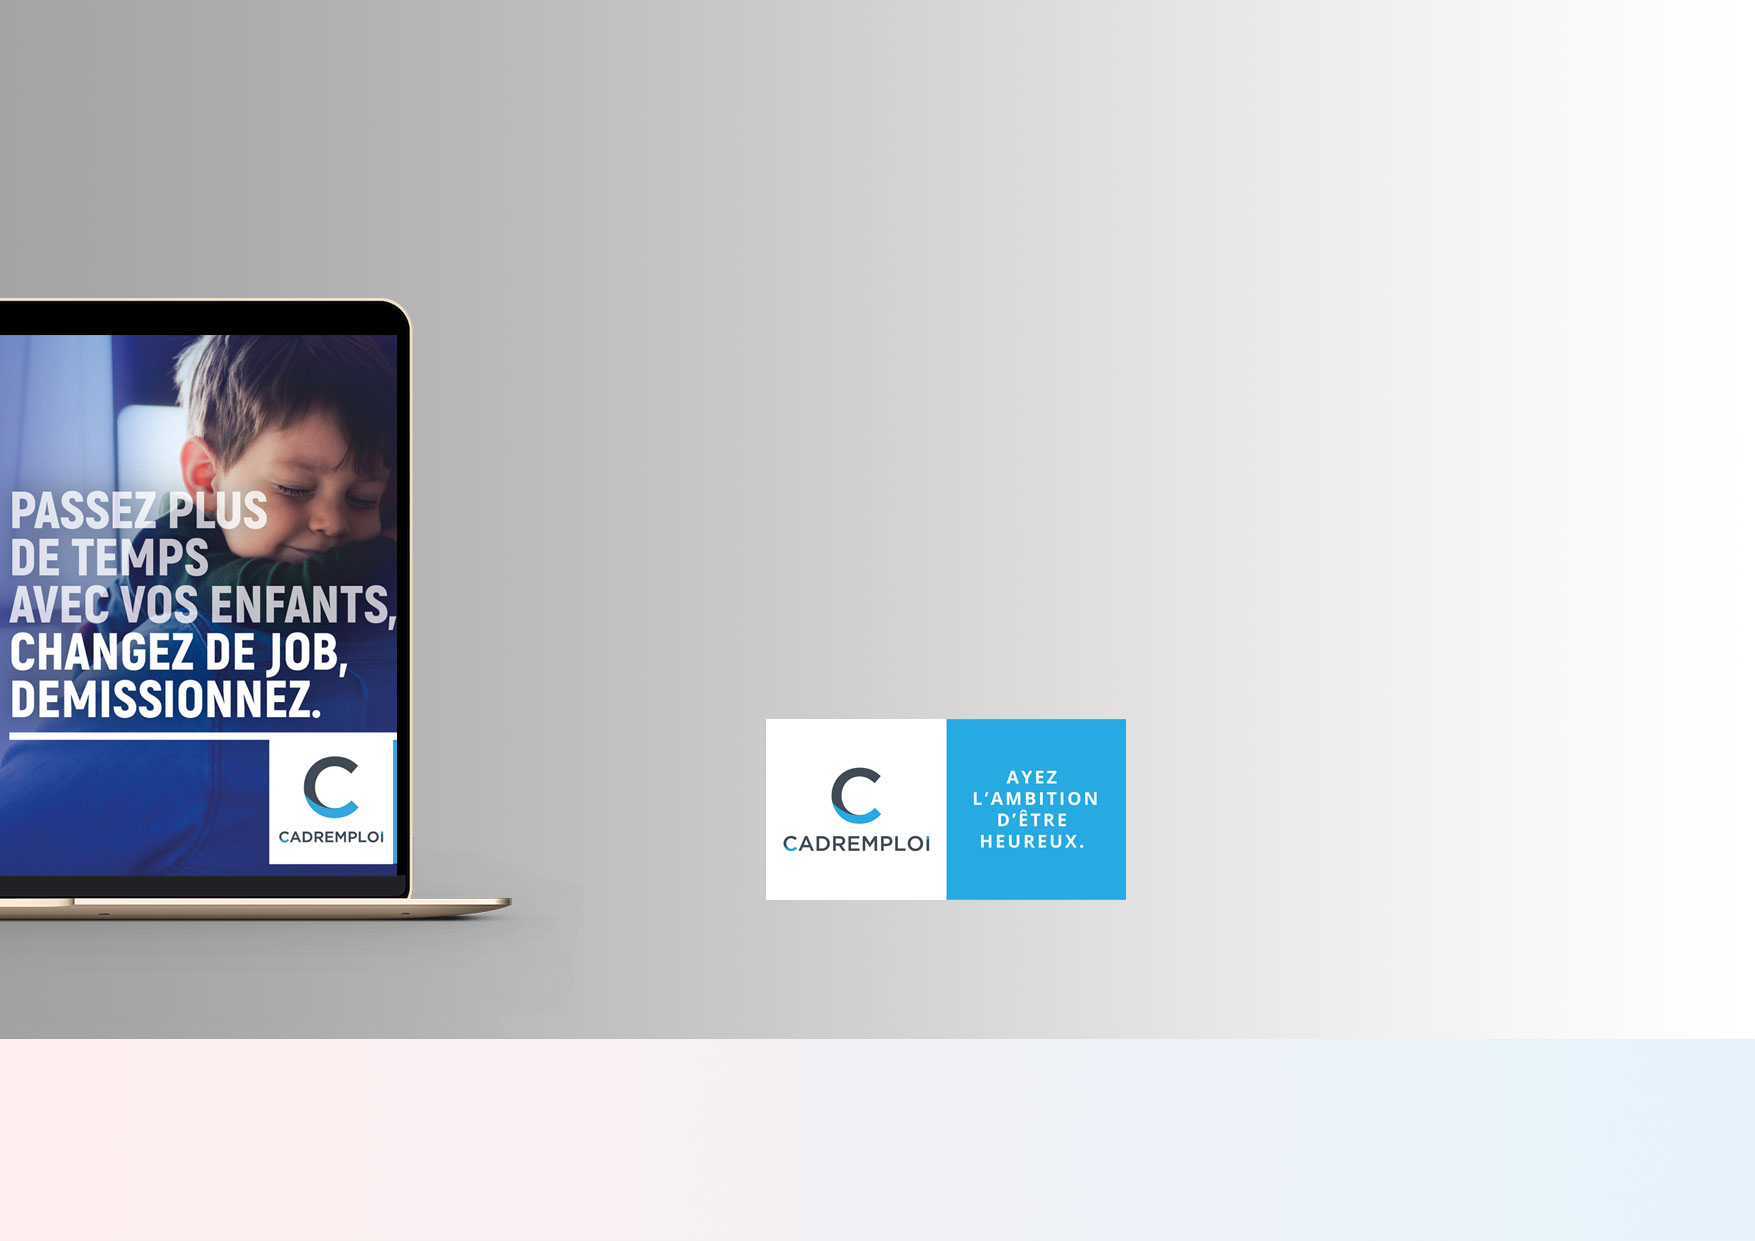 PASSEZ PLUS
DE TEMPS
AVEC VOS ENFANTS,
CHANGEZ DE JOB,
DEMISSIONNEZ.
CADREMPLOI
CADREMPLOI
AYEZ
L'AMBITION
D'ÊTRE
HEUREUX.